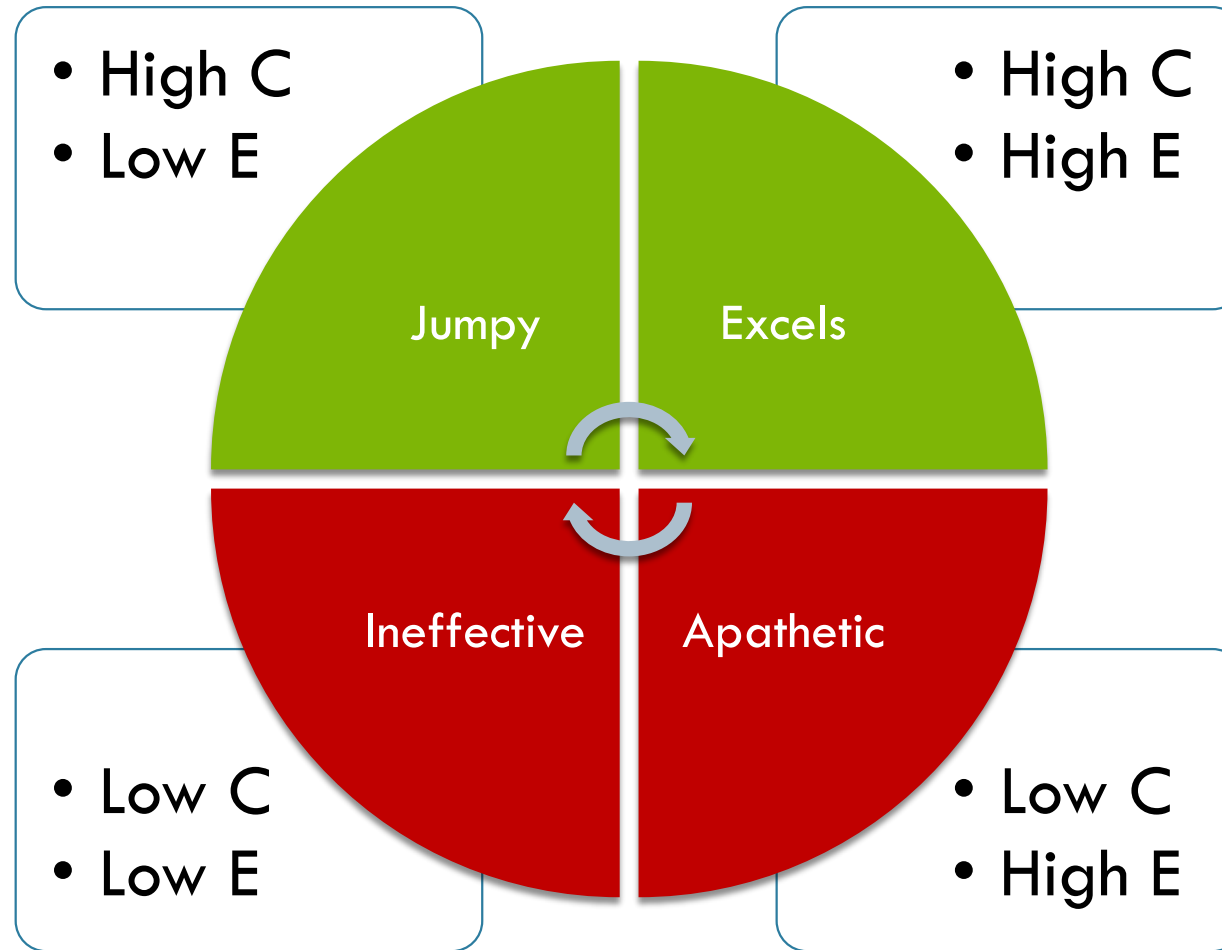 • High C
• Low E
• High C
• High E
Jumpy
Excels
Ineffective
Apathetic
• Low C
• Low E
• Low C
• High E